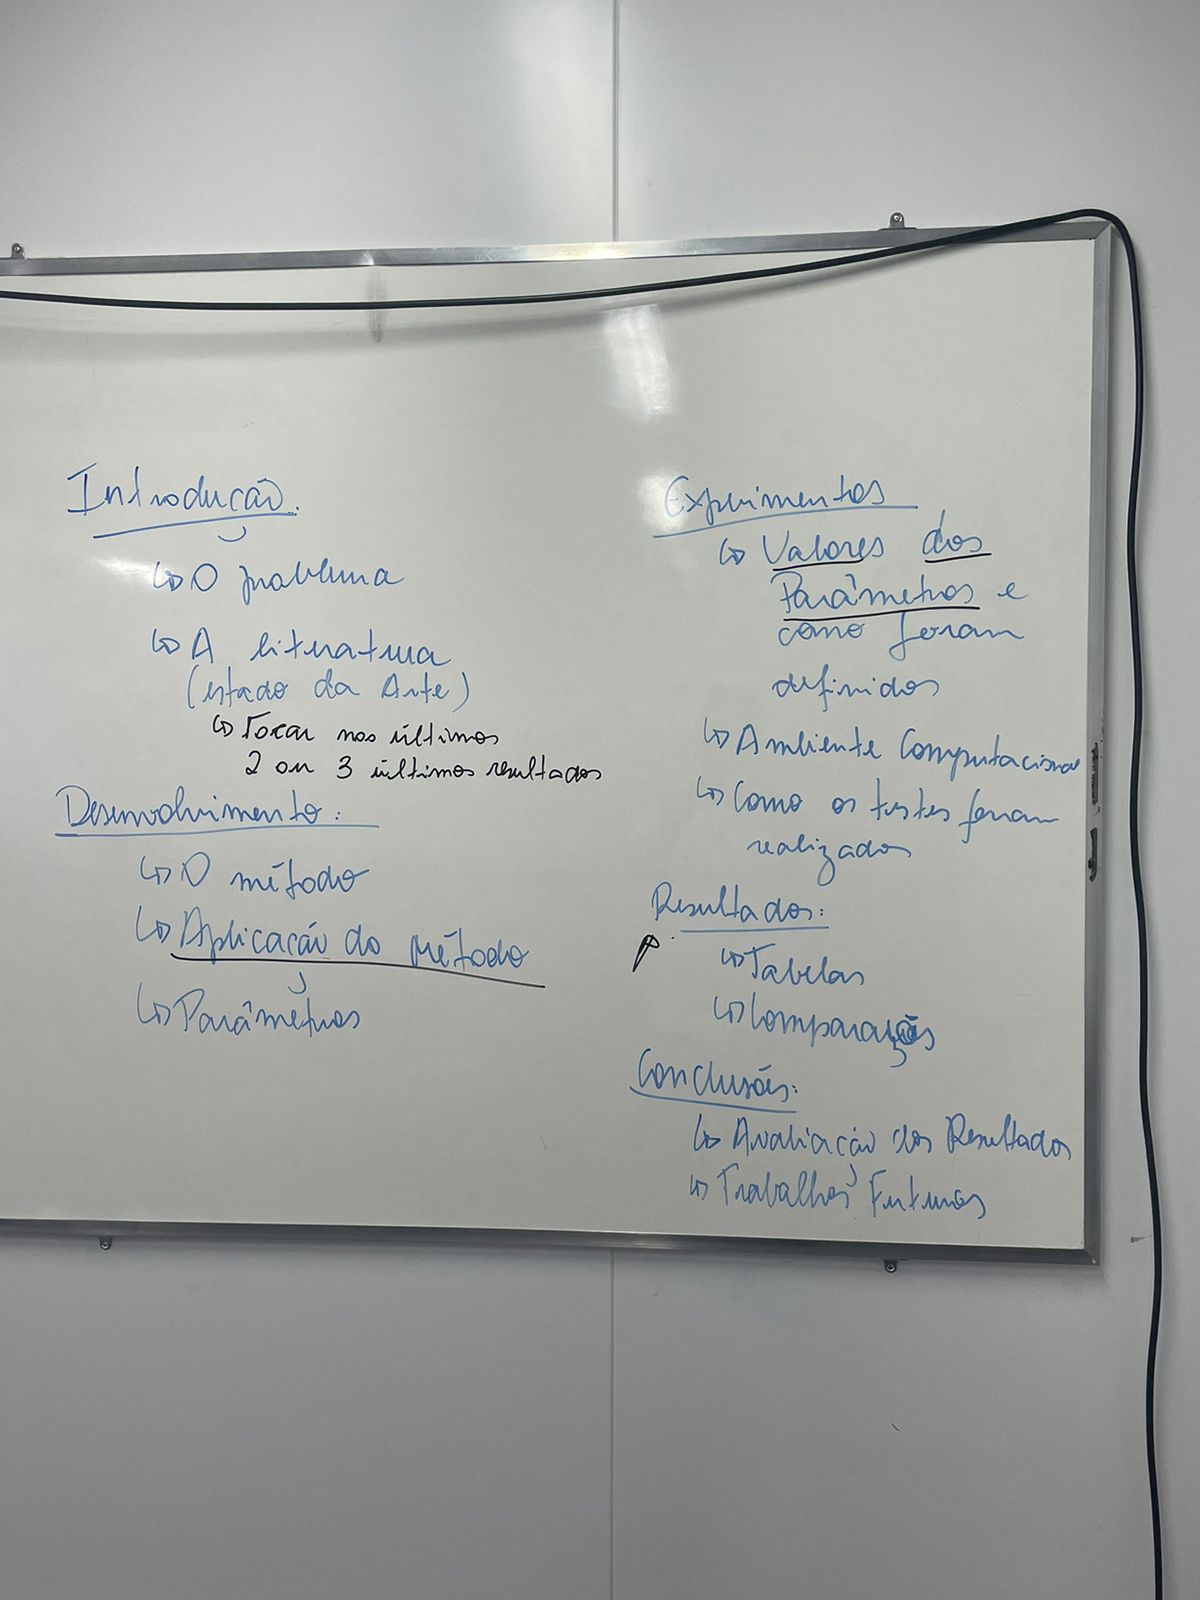 Introdução.
↳ O problema
↳ A literatura
(estado da Arte)
↳ Focar nos últimos
2 ou 3 últimos resultados
Desenvolvimento:
↳ O método
↳ Aplicação do método
↳ Parâmetros
Experimentos
↳ Valores dos
Parâmetros e
como foram
definidos
↳ Ambiente Computacional
↳ Como os testes foram
realizados
Resultados:
↳ Tabelas
↳ Comparações
Conclusões:
↳ Avaliação dos Resultados
↳ Trabalhos Futuros